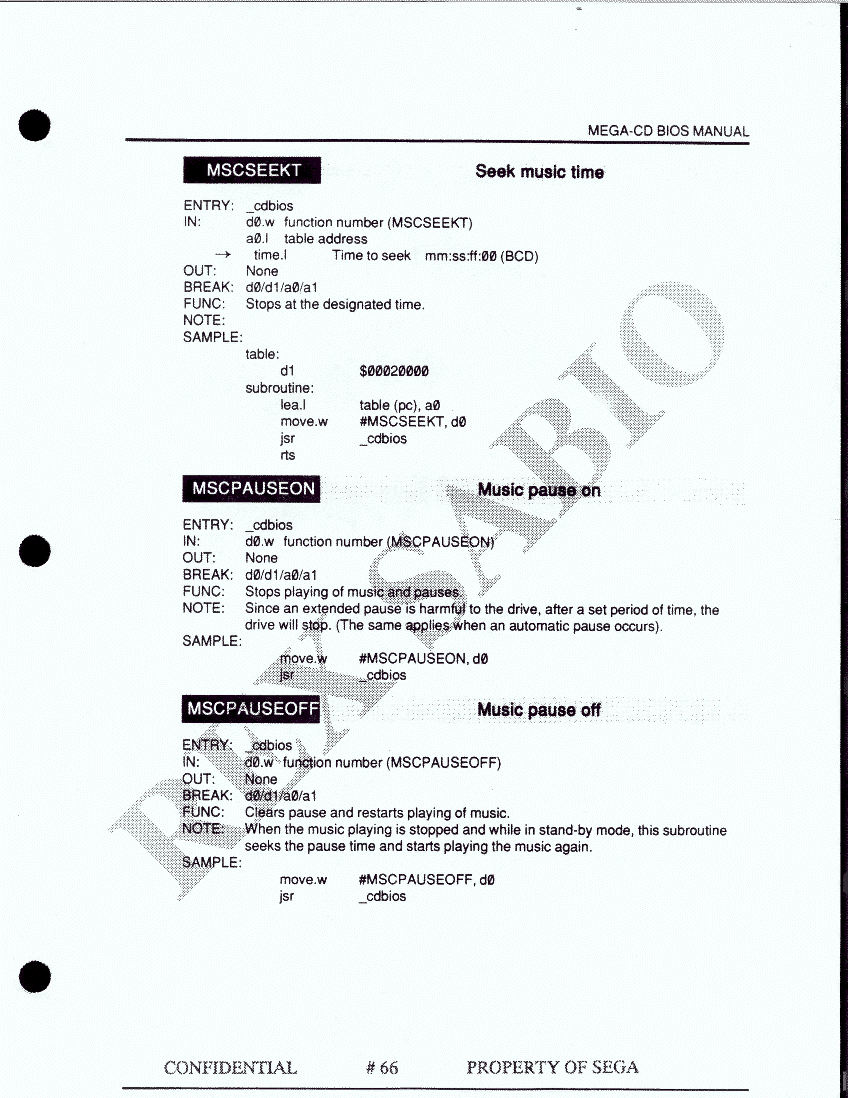 MEGA-CD BIOS MANUAL
MSCSEEKT Seek music time
ENTRY: _cdbios
IN: d0.w function number (MSCSEEKT)
a0.l table address
→ time.l Time to seek mm:ss:ff:00 (BCD)
OUT: None
BREAK: d0/d1/a0/a1
FUNC: Stops at the designated time.
NOTE:
SAMPLE:
table:
d1 $00020000
subroutine:
lea.l table (pc), a0
move.w #MSCSEEKT, d0
jsr _cdbios
rts
MSCPAUSEON Music pause on
ENTRY: _cdbios
IN: d0.w function number (MSCPAUSEON)
OUT: None
BREAK: d0/d1/a0/a1
FUNC: Stops playing of music and pauses.
NOTE: Since an extended pause is harmful to the drive, after a set period of time, the
drive will stop. (The same applies when an automatic pause occurs).
SAMPLE:
move.w #MSCPAUSEON, d0
jsr _cdbios
MSCPAUSEOFF Music pause off
ENTRY: _cdbios
IN: d0.w function number (MSCPAUSEOFF)
OUT: None
BREAK: d0/d1/a0/a1
FUNC: Clears pause and restarts playing of music.
NOTE: When the music playing is stopped and while in stand-by mode, this subroutine
seeks the pause time and starts playing the music again.
SAMPLE:
move.w #MSCPAUSEOFF, d0
jsr _cdbios
REX SABIO
CONFIDENTIAL # 66 PROPERTY OF SEGA